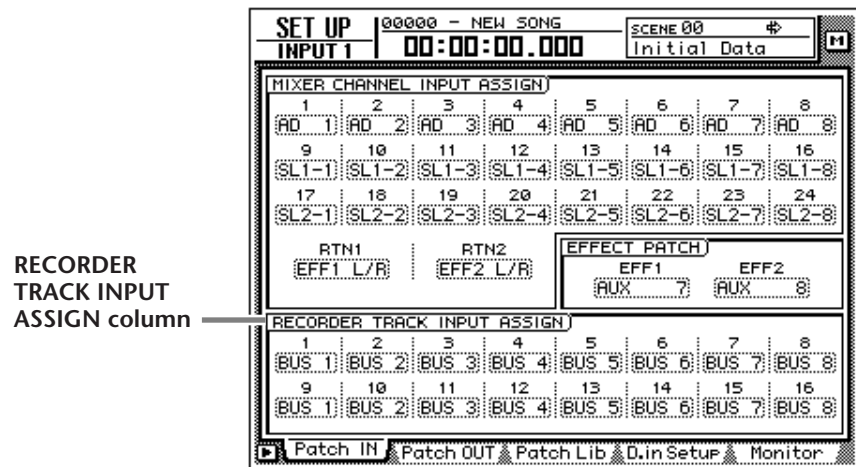 SET UP
INPUT 1
00000 - NEW SONG
00:00:00.000
SCENE 00
Initial Data
M
MIXER CHANNEL INPUT ASSIGN
1 2 3 4 5 6 7 8
AD 1 AD 2 AD 3 AD 4 AD 5 AD 6 AD 7 AD 8
9 10 11 12 13 14 15 16
SL1-1 SL1-2 SL1-3 SL1-4 SL1-5 SL1-6 SL1-7 SL1-8
17 18 19 20 21 22 23 24
SL2-1 SL2-2 SL2-3 SL2-4 SL2-5 SL2-6 SL2-7 SL2-8
RTN1 RTN2
EFF1 L/R EFF2 L/R
EFFECT PATCH
EFF1 EFF2
AUX 7 AUX 8
RECORDER
TRACK INPUT
ASSIGN column
RECORDER TRACK INPUT ASSIGN
1 2 3 4 5 6 7 8
BUS 1 BUS 2 BUS 3 BUS 4 BUS 5 BUS 6 BUS 7 BUS 8
9 10 11 12 13 14 15 16
BUS 1 BUS 2 BUS 3 BUS 4 BUS 5 BUS 6 BUS 7 BUS 8
Patch IN Patch OUT Patch Lib D.in Setup Monitor